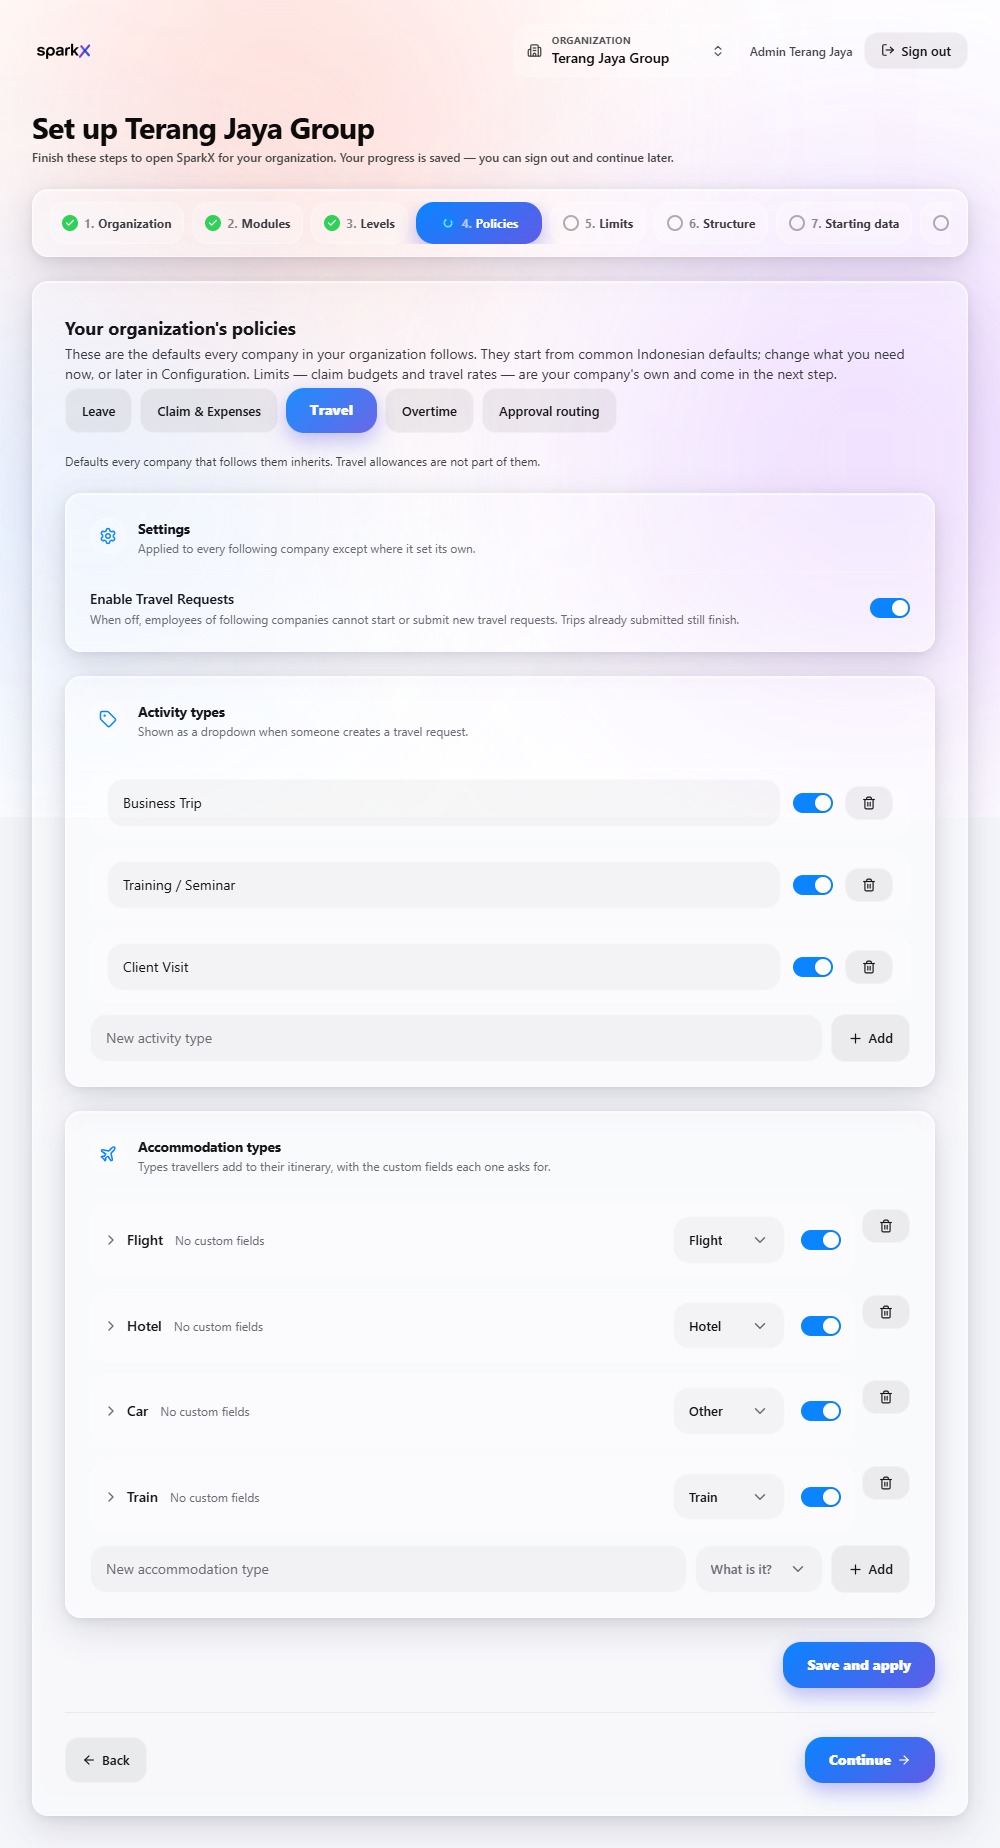 sparkX
ORGANIZATION
Terang Jaya Group
Admin Terang Jaya
Sign out
Set up Terang Jaya Group
Finish these steps to open SparkX for your organization. Your progress is saved — you can sign out and continue later.
1. Organization
2. Modules
3. Levels
4. Policies
5. Limits
6. Structure
7. Starting data
Your organization's policies
These are the defaults every company in your organization follows. They start from common Indonesian defaults; change what you need
now, or later in Configuration. Limits — claim budgets and travel rates — are your company's own and come in the next step.
Leave
Claim & Expenses
Travel
Overtime
Approval routing
Defaults every company that follows them inherits. Travel allowances are not part of them.
Settings
Applied to every following company except where it set its own.
Enable Travel Requests
When off, employees of following companies cannot start or submit new travel requests. Trips already submitted still finish.
Activity types
Shown as a dropdown when someone creates a travel request.
Business Trip
Training / Seminar
Client Visit
New activity type
Add
Accommodation types
Types travellers add to their itinerary, with the custom fields each one asks for.
Flight No custom fields
Flight
Hotel No custom fields
Hotel
Car No custom fields
Other
Train No custom fields
Train
New accommodation type
What is it?
Add
Save and apply
Back
Continue